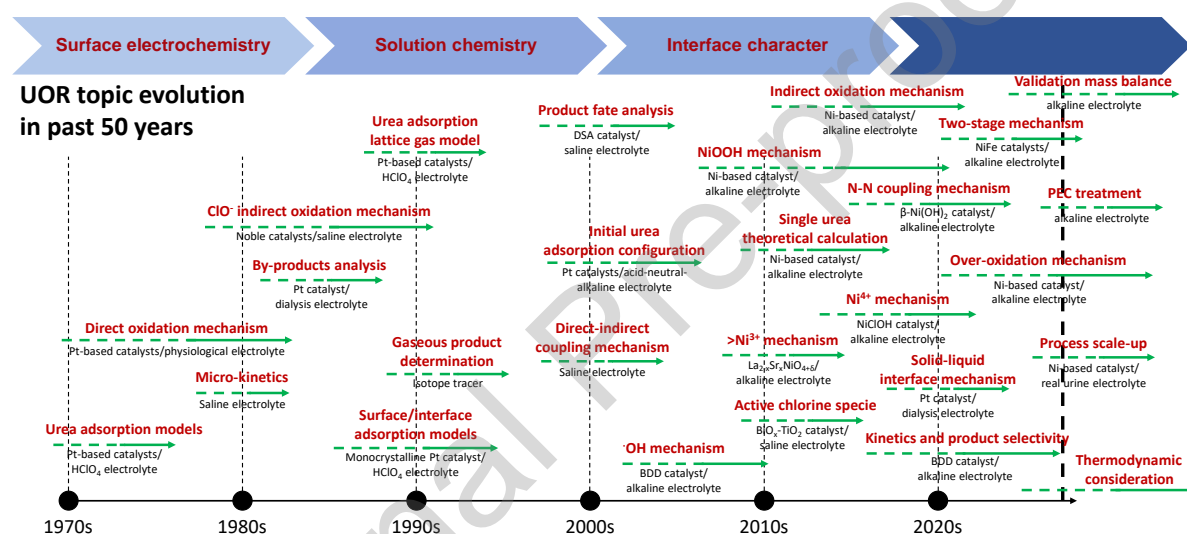 Surface electrochemistry
Solution chemistry
Interface character
UOR topic evolution
in past 50 years
Validation mass balance
alkaline electrolyte
Indirect oxidation mechanism
Ni-based catalyst/
alkaline electrolyte
Product fate analysis
DSA catalyst/
saline electrolyte
Two-stage mechanism
NiFe catalysts/
alkaline electrolyte
Urea adsorption
lattice gas model
Pt-based catalysts/
HClO₄ electrolyte
NiOOH mechanism
Ni-based catalyst/
alkaline electrolyte
N-N coupling mechanism
β-Ni(OH)₂ catalyst/
alkaline electrolyte
PEC treatment
alkaline electrolyte
ClO⁻ indirect oxidation mechanism
Noble catalysts/saline electrolyte
Single urea
theoretical calculation
Ni-based catalyst/
alkaline electrolyte
Initial urea
adsorption configuration
Pt catalysts/acid-neutral-
alkaline electrolyte
By-products analysis
Pt catalyst/
dialysis electrolyte
Over-oxidation mechanism
Ni-based catalyst/
alkaline electrolyte
Ni⁴⁺ mechanism
NiClOH catalyst/
alkaline electrolyte
Direct oxidation mechanism
Pt-based catalysts/physiological electrolyte
Gaseous product
determination
Isotope tracer
Direct-indirect
coupling mechanism
Saline electrolyte
>Ni³⁺ mechanism
La₂₋ₓSrₓNiO₄₊δ/
alkaline electrolyte
Process scale-up
Ni-based catalyst/
real urine electrolyte
Solid-liquid
interface mechanism
Pt catalyst/
dialysis electrolyte
Micro-kinetics
Saline electrolyte
Active chlorine specie
BiOₓ-TiO₂ catalyst/
saline electrolyte
Urea adsorption models
Pt-based catalysts/
HClO₄ electrolyte
Surface/interface
adsorption models
Monocrystalline Pt catalyst/
HClO₄ electrolyte
·OH mechanism
BDD catalyst/
alkaline electrolyte
Kinetics and product selectivity
BDD catalyst/
alkaline electrolyte
Thermodynamic
consideration
1970s
1980s
1990s
2000s
2010s
2020s